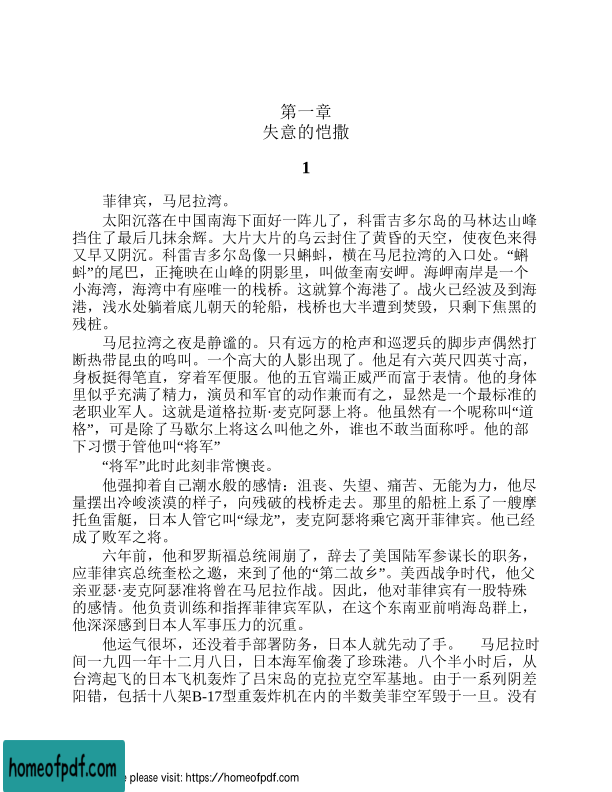 第一章
失意的恺撒
1
菲律宾，马尼拉湾。
太阳沉落在中国南海下面好一阵儿了，科雷吉多尔岛的马林达山峰
挡住了最后几抹余辉。大片大片的乌云封住了黄昏的天空，使夜色来得
又早又阴沉。科雷吉多尔岛像一只蝌蚪，横在马尼拉湾的入口处。“蝌
蚪”的尾巴，正掩映在山峰的阴影里，叫做奎南安岬。海岬南岸是一个
小海湾，海湾中有座唯一的栈桥。这就算个海港了。战火已经波及到海
港，浅水处躺着底儿朝天的轮船，栈桥也大半遭到焚毁，只剩下焦黑的
残桩。
马尼拉湾之夜是静谧的。只有远方的枪声和巡逻兵的脚步声偶然打
断热带昆虫的鸣叫。一个高大的人影出现了。他足有六英尺四英寸高，
身板挺得笔直，穿着军便服。他的五官端正威严而富于表情。他的身体
里似乎充满了精力，演员和军官的动作兼而有之，显然是一个最标准的
老职业军人。这就是道格拉斯·麦克阿瑟上将。他虽然有一个呢称叫“道
格”，可是除了马歇尔上将这么叫他之外，谁也不敢当面称呼。他的部
下习惯于管他叫“将军”
“将军”此时此刻非常懊丧。
他强抑着自己潮水般的感情：沮丧、失望、痛苦、无能为力，他尽
量摆出冷峻淡漠的样子，向残破的栈桥走去。那里的船桩上系了一艘摩
托鱼雷艇，日本人管它叫“绿龙”，麦克阿瑟将乘它离开菲律宾。他已经
成了败军之将。
六年前，他和罗斯福总统闹崩了，辞去了美国陆军参谋长的职务，
应菲律宾总统奎松之邀，来到了他的“第二故乡”。美西战争时代，他父
亲亚瑟·麦克阿瑟准将曾在马尼拉作战。因此，他对菲律宾有一股特殊
的感情。他负责训练和指挥菲律宾军队，在这个东南亚前哨海岛群上，
他深深感到日本人军事压力的沉重。
他运气很坏，还没着手部署防务，日本人就先动了手。 马尼拉时
间一九四一年十二月八日，日本海军偷袭了珍珠港。八个半小时后，从
台湾起飞的日本飞机轰炸了吕宋岛的克拉克空军基地。由于一系列阴差
阳错，包括十八架B-17型重轰炸机在内的半数美菲空军毁于一旦。没有
homeofpdf.com
please visit: https://homeofpdf.com